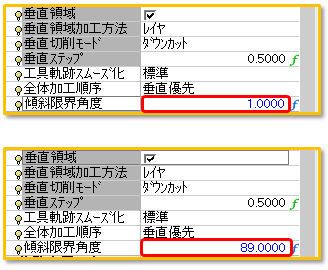 垂直領域
垂直領域加工方法 レイヤ
垂直切削モード ダウンカット
垂直ステップ 0.5000 f
工具軌跡スムーズ化 標準
全体加工順序 垂直優先
傾斜限界角度 1.0000 f
垂直領域
垂直領域加工方法 レイヤ
垂直切削モード ダウンカット
垂直ステップ 0.5000 f
工具軌跡スムーズ化 標準
全体加工順序 垂直優先
傾斜限界角度 89.0000 f